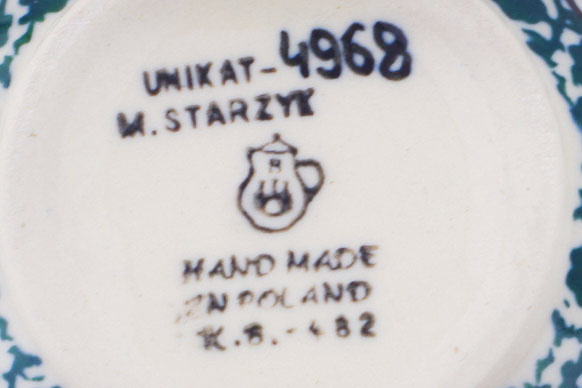 UNIKAT-4968
M. STARZYK
HAND MADE
IN POLAND
K.B.-482